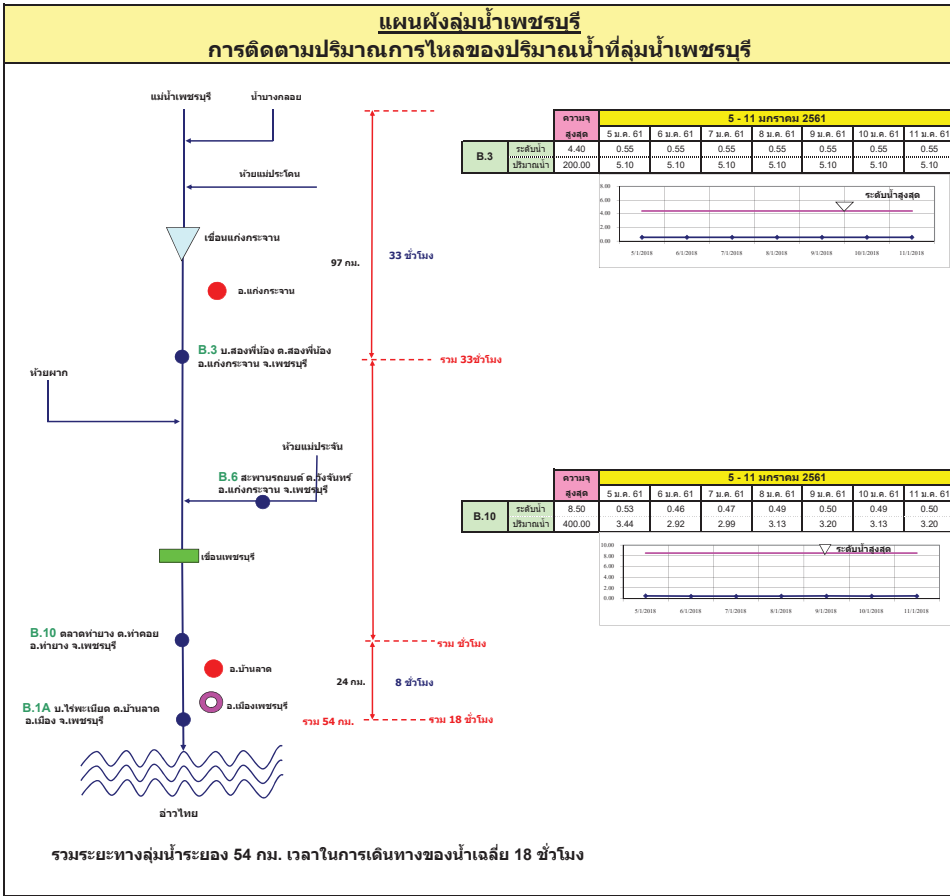 แผนผังลุ่มน้ำเพชรบุรี
การติดตามปริมาณการไหลของปริมาณน้ำที่ลุ่มน้ำเพชรบุรี
แม่น้ำเพชรบุรี
น้ำบางกลอย
ห้วยแม่ประโดน
เขื่อนแก่งกระจาน
97 กม.
33 ชั่วโมง
อ.แก่งกระจาน
B.3 บ.สองพี่น้อง ต.สองพี่น้อง
อ.แก่งกระจาน จ.เพชรบุรี
รวม 33ชั่วโมง
ห้วยผาก
ห้วยแม่ประจัน
B.6 สะพานรถยนต์ ต.วังจันทร์
อ.แก่งกระจาน จ.เพชรบุรี
เขื่อนเพชรบุรี
B.10 ตลาดท่ายาง ต.ท่าคอย
อ.ท่ายาง จ.เพชรบุรี
รวม ชั่วโมง
อ.บ้านลาด
24 กม.
8 ชั่วโมง
อ.เมืองเพชรบุรี
B.1A บ.ไร่พะเนียด ต.บ้านลาด
อ.เมือง จ.เพชรบุรี
รวม 54 กม.
รวม 18 ชั่วโมง
อ่าวไทย
รวมระยะทางลุ่มน้ำระยอง 54 กม. เวลาในการเดินทางของน้ำเฉลี่ย 18 ชั่วโมง
ความจุ 5 - 11 มกราคม 2561
สูงสุด 5 ม.ค. 61 6 ม.ค. 61 7 ม.ค. 61 8 ม.ค. 61 9 ม.ค. 61 10 ม.ค. 61 11 ม.ค. 61
B.3
ระดับน้ำ 4.40 0.55 0.55 0.55 0.55 0.55 0.55 0.55
ปริมาณน้ำ 200.00 5.10 5.10 5.10 5.10 5.10 5.10 5.10
ระดับน้ำสูงสุด
8.00
6.00
4.00
2.00
0.00
5/1/2018 6/1/2018 7/1/2018 8/1/2018 9/1/2018 10/1/2018 11/1/2018
ความจุ 5 - 11 มกราคม 2561
สูงสุด 5 ม.ค. 61 6 ม.ค. 61 7 ม.ค. 61 8 ม.ค. 61 9 ม.ค. 61 10 ม.ค. 61 11 ม.ค. 61
B.10
ระดับน้ำ 8.50 0.53 0.46 0.47 0.49 0.50 0.49 0.50
ปริมาณน้ำ 400.00 3.44 2.92 2.99 3.13 3.20 3.13 3.20
ระดับน้ำสูงสุด
10.00
8.00
6.00
4.00
2.00
0.00
5/1/2018 6/1/2018 7/1/2018 8/1/2018 9/1/2018 10/1/2018 11/1/2018